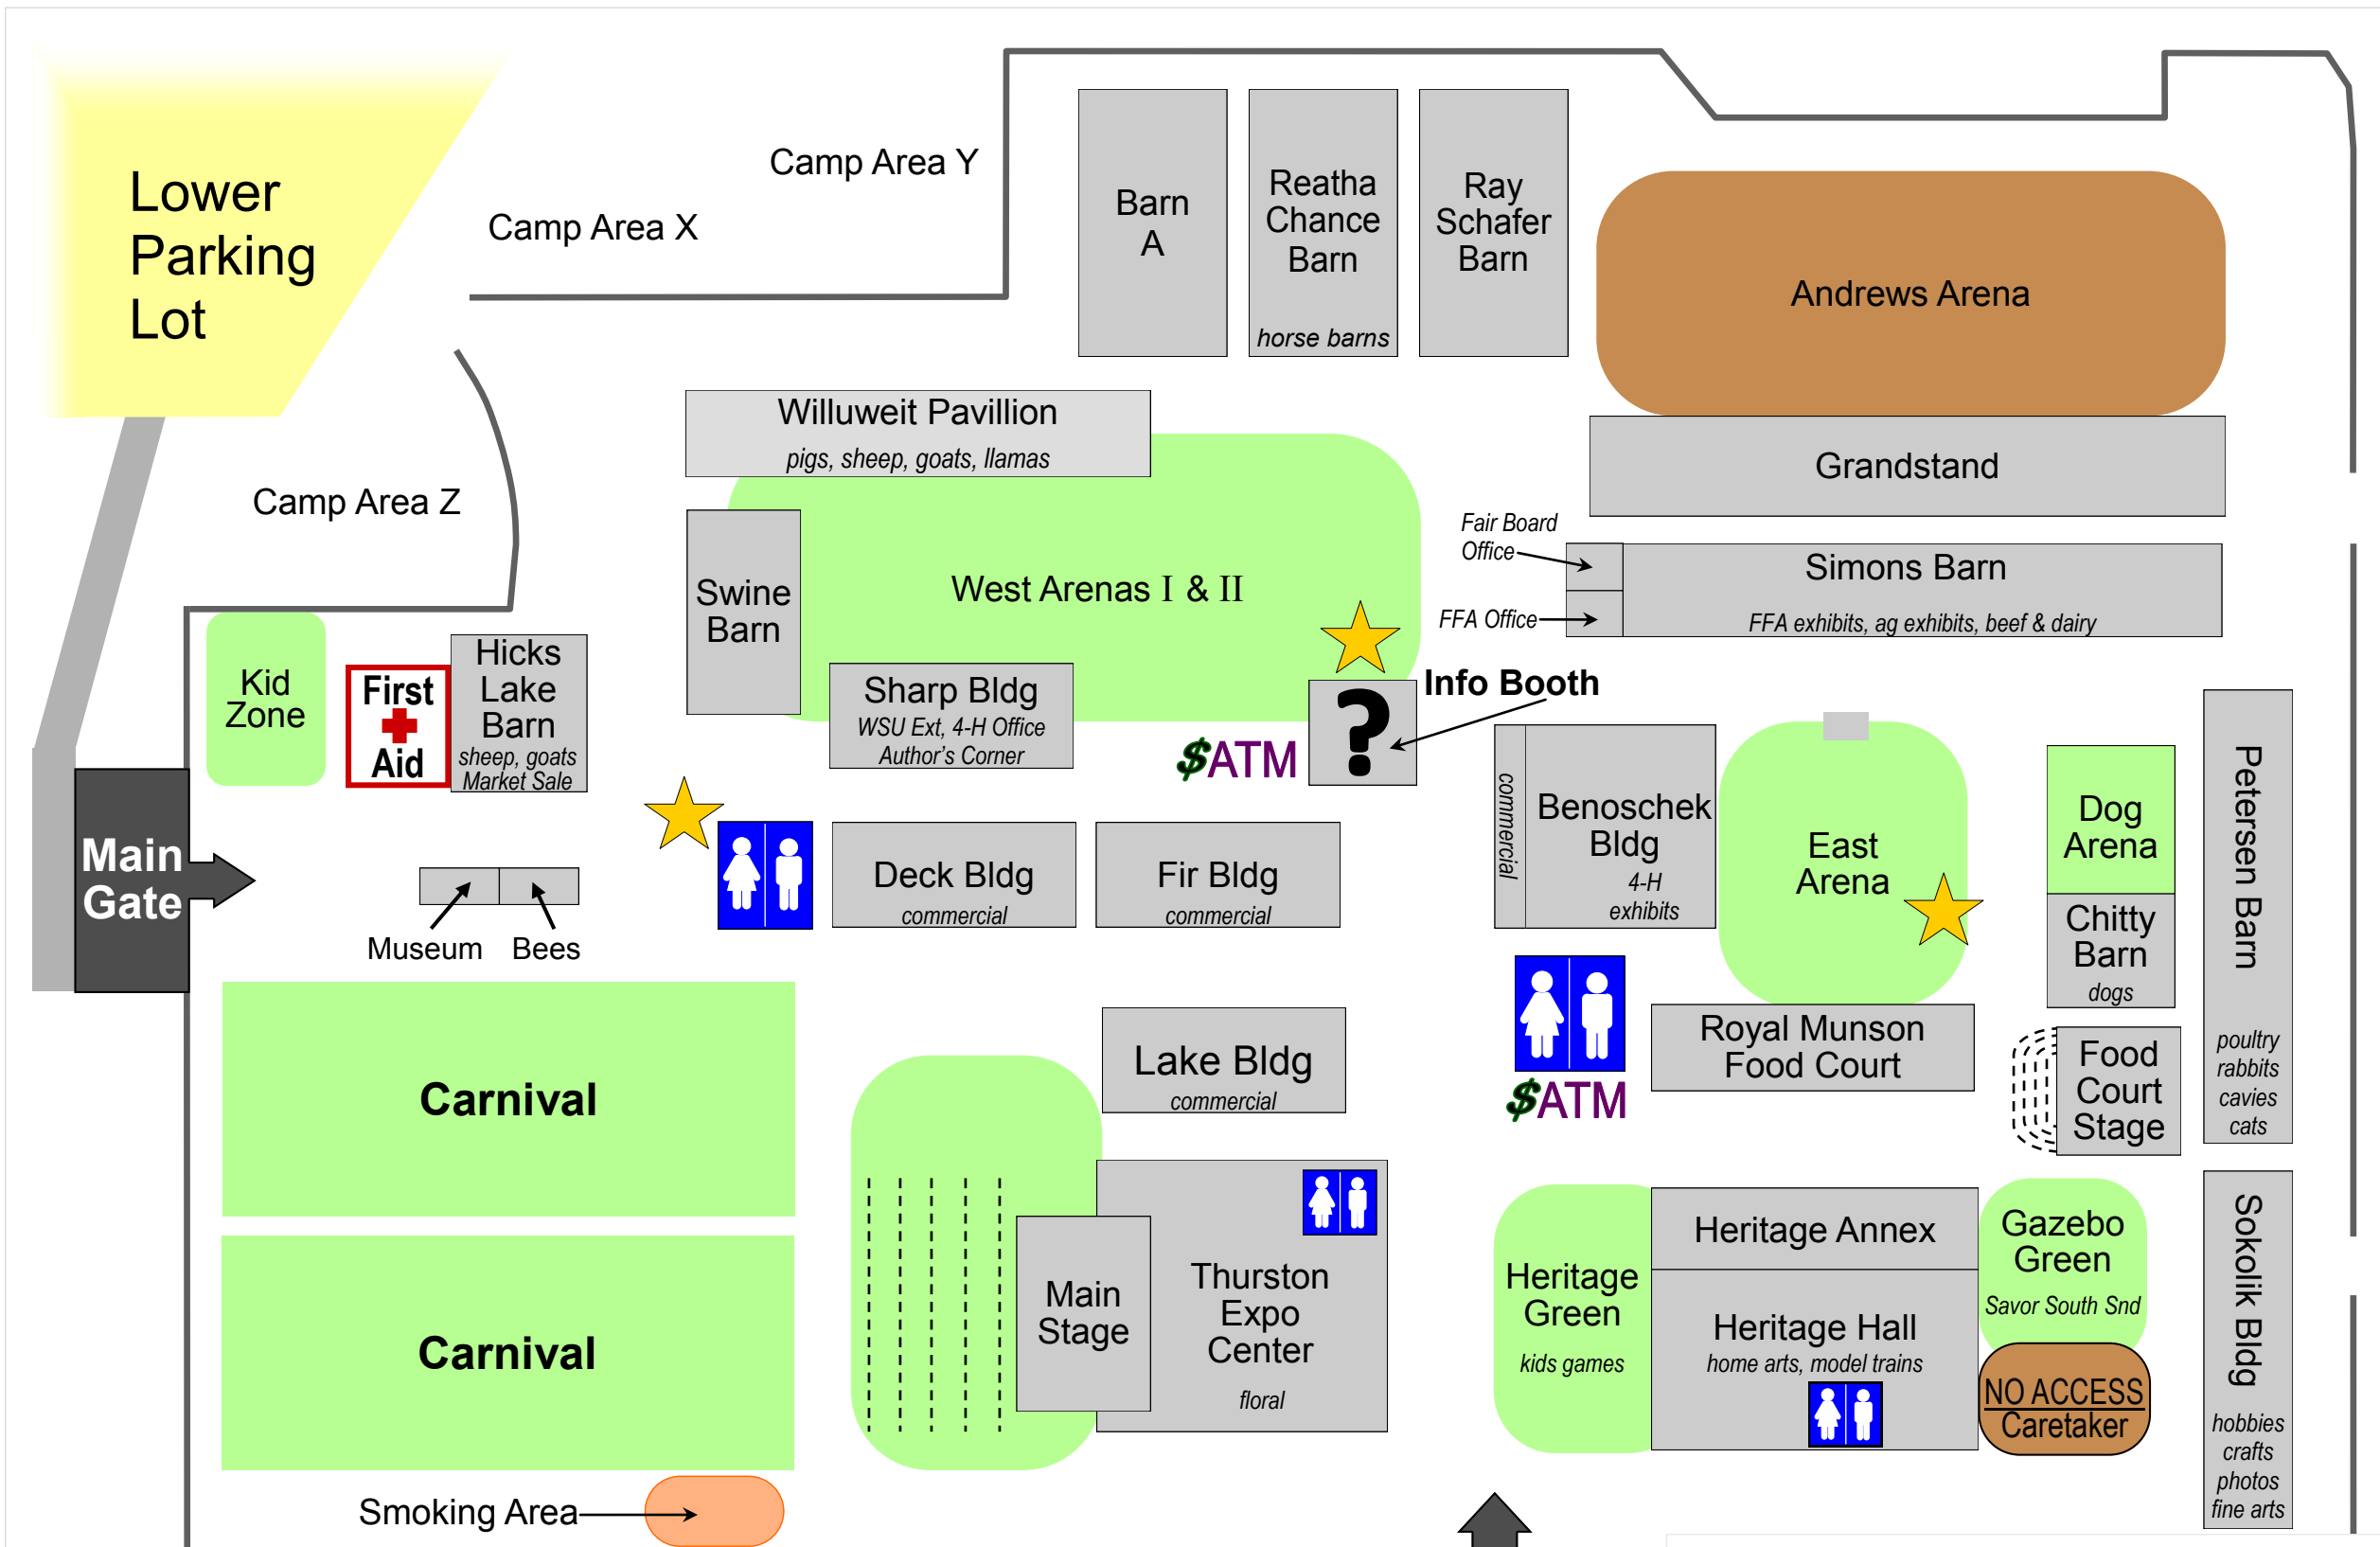 Lower
Parking
Lot
Camp Area Y
Camp Area X
Camp Area Z
Barn
A
Reatha
Chance
Barn
horse barns
Ray
Schafer
Barn
Andrews Arena
Grandstand
Willuweit Pavillion
pigs, sheep, goats, llamas
West Arenas I & II
Swine
Barn
Fair Board
Office
FFA Office
Simons Barn
FFA exhibits, ag exhibits, beef & dairy
Kid
Zone
First
Aid
Hicks
Lake
Barn
sheep, goats
Market Sale
Sharp Bldg
WSU Ext, 4-H Office
Author's Corner
$ATM
?
Info Booth
commercial
Benoschek
Bldg
4-H
exhibits
East
Arena
Dog
Arena
Chitty
Barn
dogs
Petersen Barn
poultry
rabbits
cavies
cats
Main
Gate
Museum
Bees
Deck Bldg
commercial
Fir Bldg
commercial
Lake Bldg
commercial
$ATM
Royal Munson
Food Court
Food
Court
Stage
Carnival
Carnival
Main
Stage
Thurston
Expo
Center
floral
Heritage
Green
kids games
Heritage Annex
Heritage Hall
home arts, model trains
Gazebo
Green
Savor South Snd
NO ACCESS
Caretaker
Sokolik Bldg
hobbies
crafts
photos
fine arts
Smoking Area